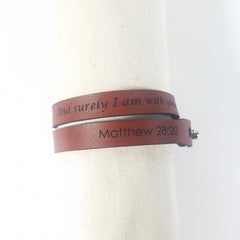 And surely I am with you
Matthew 28:20